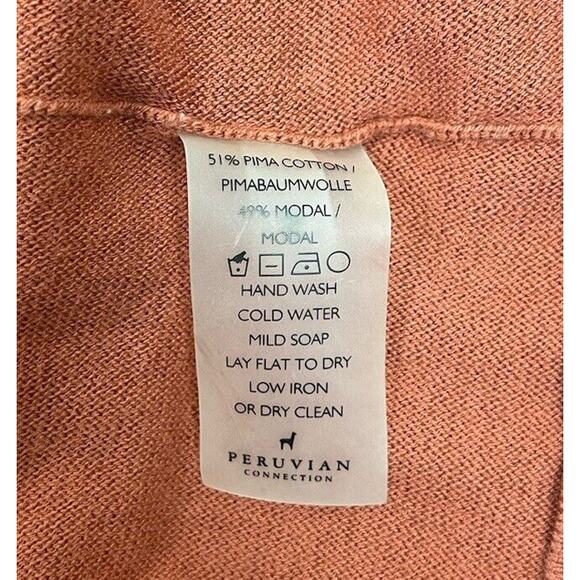 51% PIMA COTTON /
PIMABAUMWOLLE
49% MODAL /
MODAL
HAND WASH
COLD WATER
MILD SOAP
LAY FLAT TO DRY
LOW IRON
OR DRY CLEAN
PERUVIAN
CONNECTION